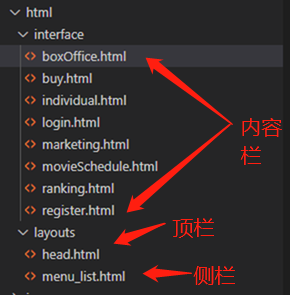 html
interface
boxOffice.html
buy.html
individual.html
login.html
marketing.html
movieSchedule.html
ranking.html
register.html
layouts
head.html
menu_list.html
内容
栏
顶栏
侧栏